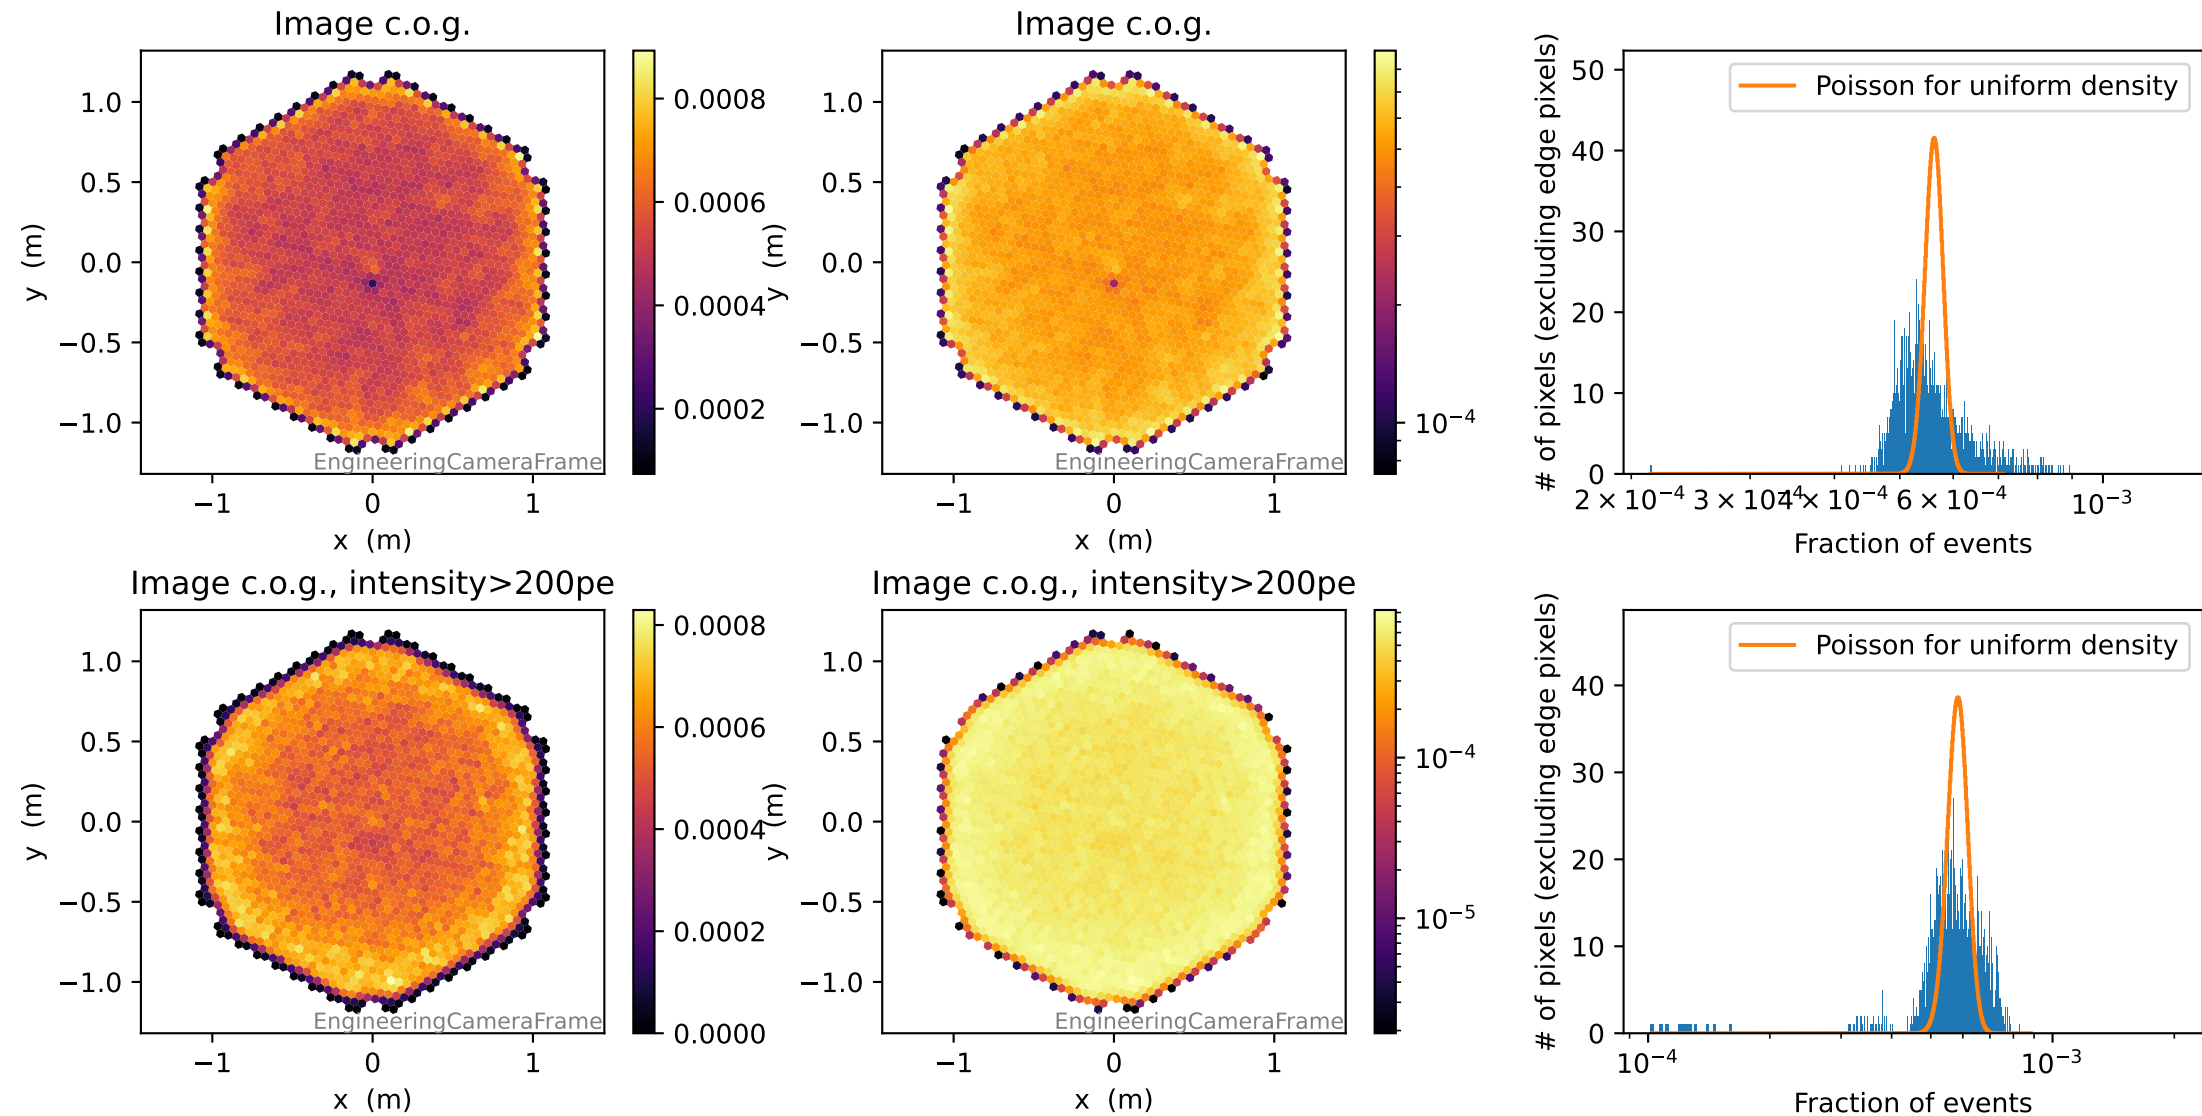 Image c.o.g.
1.0
0.5
0.0
−0.5
−1.0
y (m)
−1
0
1
x (m)
EngineeringCameraFrame
0.0008
0.0006
0.0004
0.0002
Image c.o.g.
1.0
0.5
0.0
−0.5
−1.0
y (m)
−1
0
1
x (m)
EngineeringCameraFrame
10⁻⁴
50
40
30
20
10
0
# of pixels (excluding edge pixels)
Poisson for uniform density
2 × 10⁻⁴
3 × 10⁻⁴
4 × 10⁻⁴
6 × 10⁻⁴
10⁻³
Fraction of events
Image c.o.g., intensity>200pe
1.0
0.5
0.0
−0.5
−1.0
y (m)
−1
0
1
x (m)
EngineeringCameraFrame
0.0008
0.0006
0.0004
0.0002
0.0000
Image c.o.g., intensity>200pe
1.0
0.5
0.0
−0.5
−1.0
y (m)
−1
0
1
x (m)
EngineeringCameraFrame
10⁻⁴
10⁻⁵
40
30
20
10
0
# of pixels (excluding edge pixels)
Poisson for uniform density
10⁻⁴
10⁻³
Fraction of events